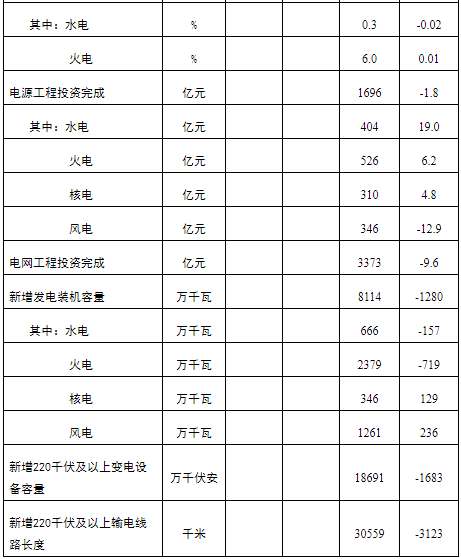 其中：水电 % 0.3 -0.02
火电 % 6.0 0.01
电源工程投资完成 亿元 1696 -1.8
其中：水电 亿元 404 19.0
火电 亿元 526 6.2
核电 亿元 310 4.8
风电 亿元 346 -12.9
电网工程投资完成 亿元 3373 -9.6
新增发电装机容量 万千瓦 8114 -1280
其中：水电 万千瓦 666 -157
火电 万千瓦 2379 -719
核电 万千瓦 346 129
风电 万千瓦 1261 236
新增220千伏及以上变电设
备容量 万千伏安 18691 -1683
新增220千伏及以上输电线
路长度 千米 30559 -3123